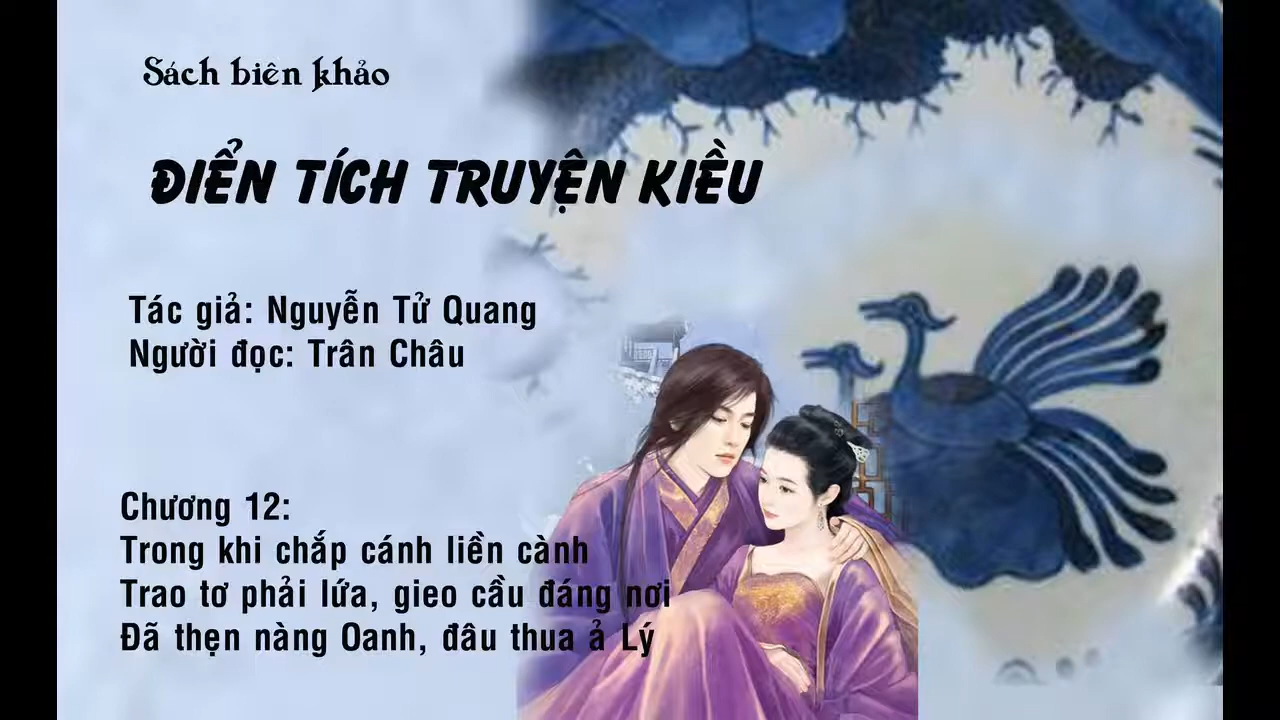 Sách biên khảo
ĐIỂN TÍCH TRUYỆN KIỀU
Tác giả: Nguyễn Tử Quang
Người đọc: Trân Châu
Chương 12:
Trong khi chắp cánh liền cành
Trao tơ phải lứa, gieo cầu đáng nơi
Đã thẹn nàng Oanh, đâu thua ả Lý